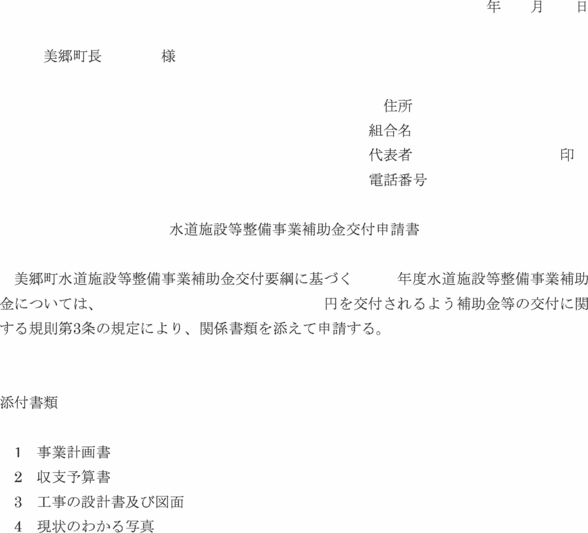 年　　月　　日
美郷町長　　　　様
住所
組合名
代表者　　　　　　　　　　印
電話番号
水道施設等整備事業補助金交付申請書
美郷町水道施設等整備事業補助金交付要綱に基づく　　　年度水道施設等整備事業補助
金については、　　　　　　　　　　　　　　　円を交付されるよう補助金等の交付に関
する規則第3条の規定により、関係書類を添えて申請する。
添付書類
1　事業計画書
2　収支予算書
3　工事の設計書及び図面
4　現状のわかる写真